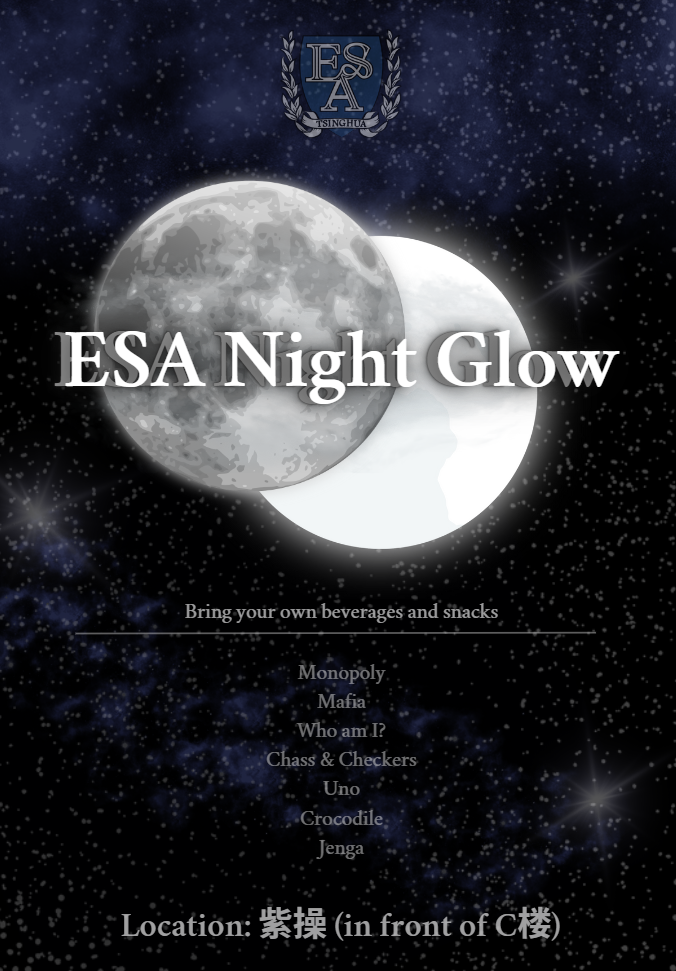 ESA
TSINGHUA
ESA Night Glow
Bring your own beverages and snacks
Monopoly
Mafia
Who am I?
Chass & Checkers
Uno
Crocodile
Jenga
Location: 紫操 (in front of C楼)